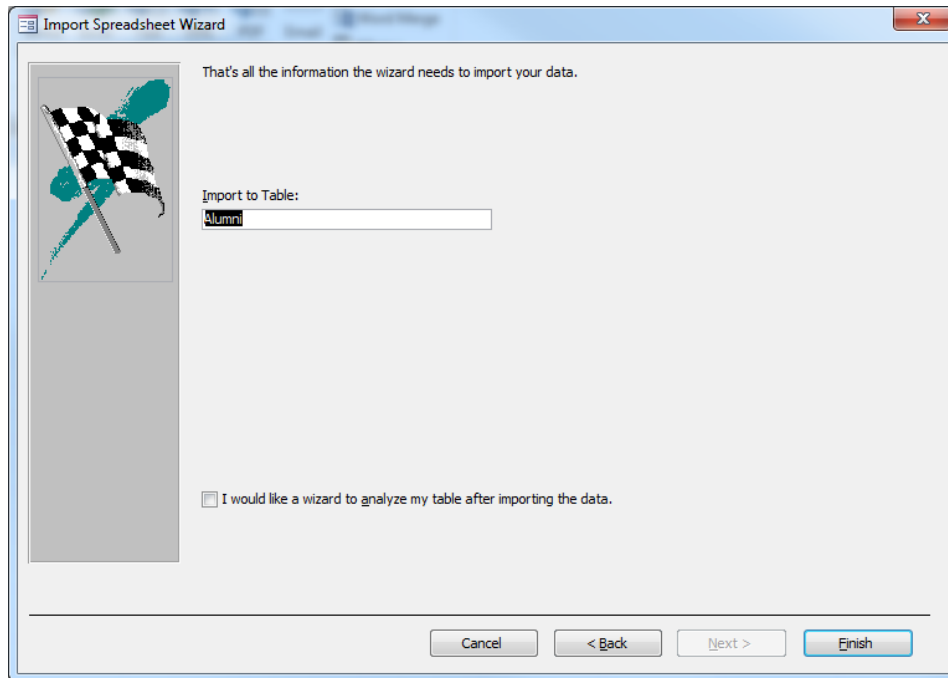 Import Spreadsheet Wizard
That's all the information the wizard needs to import your data.
Import to Table:
Alumni
I would like a wizard to analyze my table after importing the data.
Cancel
< Back
Next >
Finish